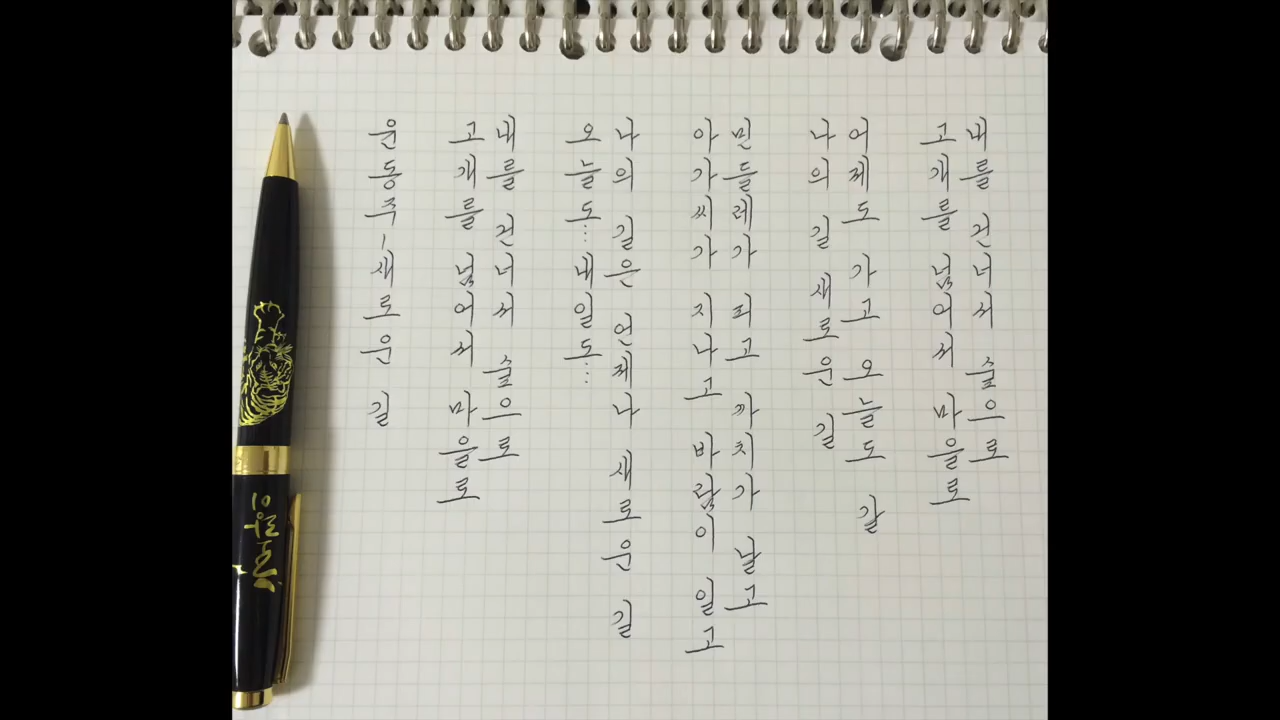 내를 건너서 숲으로
고개를 넘어서 마을로
어제도 가고 오늘도 갈
나의 길 새로운 길
민들레가 피고 까치가 날고
아가씨가 지나고 바람이 일고
나의 길은 언제나 새로운 길
오늘도… 내일도…
내를 건너서 숲으로
고개를 넘어서 마을로
윤동주 - 새로운 길